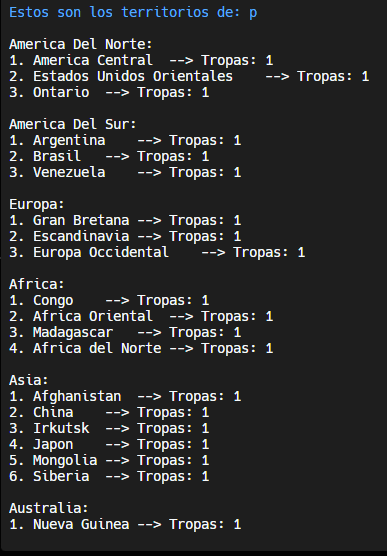 Estos son los territorios de: p
America Del Norte:
1. America Central --> Tropas: 1
2. Estados Unidos Orientales --> Tropas: 1
3. Ontario --> Tropas: 1
America Del Sur:
1. Argentina --> Tropas: 1
2. Brasil --> Tropas: 1
3. Venezuela --> Tropas: 1
Europa:
1. Gran Bretana --> Tropas: 1
2. Escandinavia --> Tropas: 1
3. Europa Occidental --> Tropas: 1
Africa:
1. Congo --> Tropas: 1
2. Africa Oriental --> Tropas: 1
3. Madagascar --> Tropas: 1
4. Africa del Norte --> Tropas: 1
Asia:
1. Afghanistan --> Tropas: 1
2. China --> Tropas: 1
3. Irkutsk --> Tropas: 1
4. Japon --> Tropas: 1
5. Mongolia --> Tropas: 1
6. Siberia --> Tropas: 1
Australia:
1. Nueva Guinea --> Tropas: 1